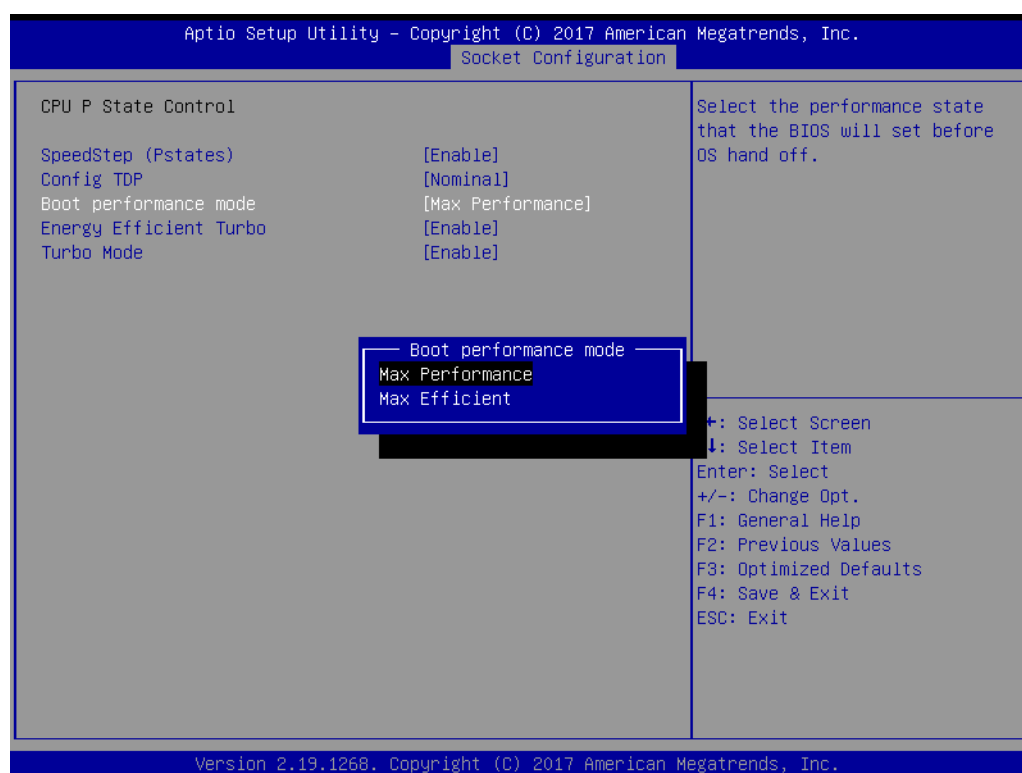 Aptio Setup Utility – Copyright (C) 2017 American Megatrends, Inc.
Socket Configuration
CPU P State Control
SpeedStep (Pstates) [Enable]
Config TDP [Nominal]
Boot performance mode [Max Performance]
Energy Efficient Turbo [Enable]
Turbo Mode [Enable]
Select the performance state
that the BIOS will set before
OS hand off.
Boot performance mode
Max Performance
Max Efficient
: Select Screen
↓: Select Item
Enter: Select
+/-: Change Opt.
F1: General Help
F2: Previous Values
F3: Optimized Defaults
F4: Save & Exit
ESC: Exit
Version 2.19.1268. Copyright (C) 2017 American Megatrends, Inc.